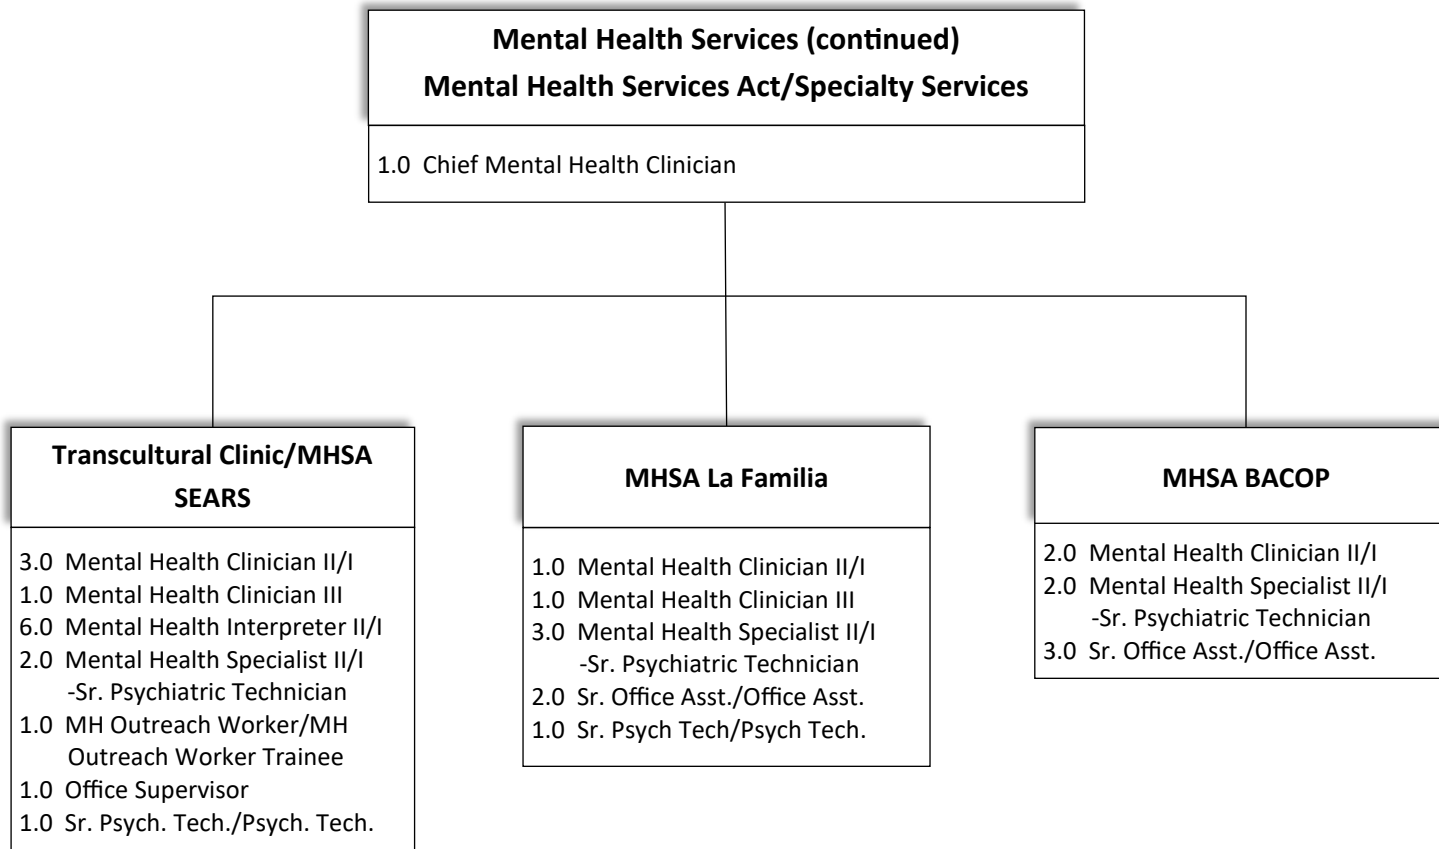 Mental Health Services (continued)
Mental Health Services Act/Specialty Services
1.0 Chief Mental Health Clinician
Transcultural Clinic/MHSA
SEARS
3.0 Mental Health Clinician II/I
1.0 Mental Health Clinician III
6.0 Mental Health Interpreter II/I
2.0 Mental Health Specialist II/I
-Sr. Psychiatric Technician
1.0 MH Outreach Worker/MH
Outreach Worker Trainee
1.0 Office Supervisor
1.0 Sr. Psych. Tech./Psych. Tech.
MHSA La Familia
1.0 Mental Health Clinician II/I
1.0 Mental Health Clinician III
3.0 Mental Health Specialist II/I
-Sr. Psychiatric Technician
2.0 Sr. Office Asst./Office Asst.
1.0 Sr. Psych Tech/Psych Tech.
MHSA BACOP
2.0 Mental Health Clinician II/I
2.0 Mental Health Specialist II/I
-Sr. Psychiatric Technician
3.0 Sr. Office Asst./Office Asst.